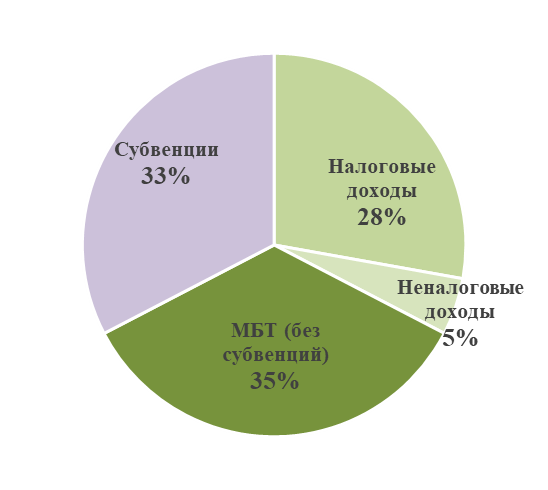 Субвенции
33%
Налоговые
доходы
28%
Неналоговые
доходы
5%
МБТ (без
субвенций)
35%